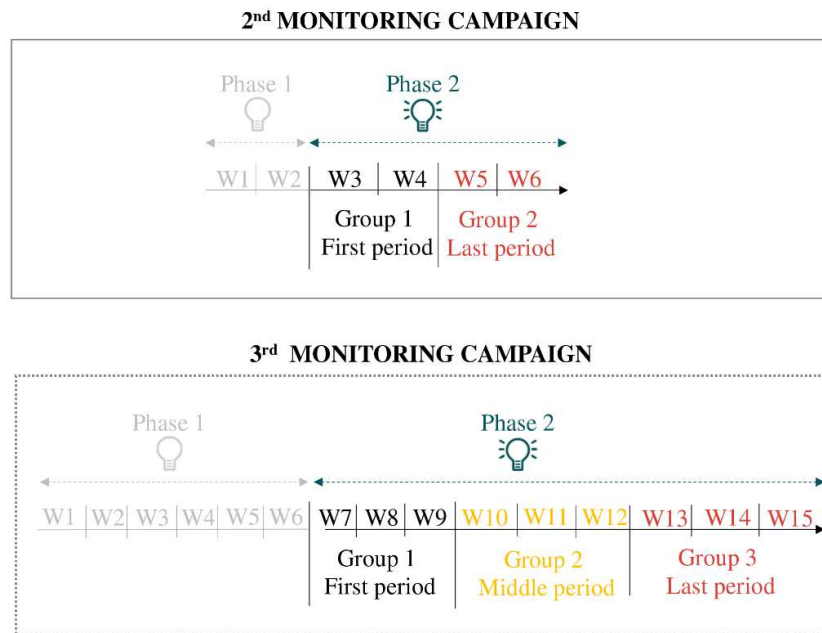 2nd MONITORING CAMPAIGN
Phase 1 Phase 2
W1 W2 W3 W4 W5 W6
Group 1 Group 2
First period Last period
3rd MONITORING CAMPAIGN
Phase 1 Phase 2
W1 W2 W3 W4 W5 W6 W7 W8 W9 W10 W11 W12 W13 W14 W15
Group 1 Group 2 Group 3
First period Middle period Last period